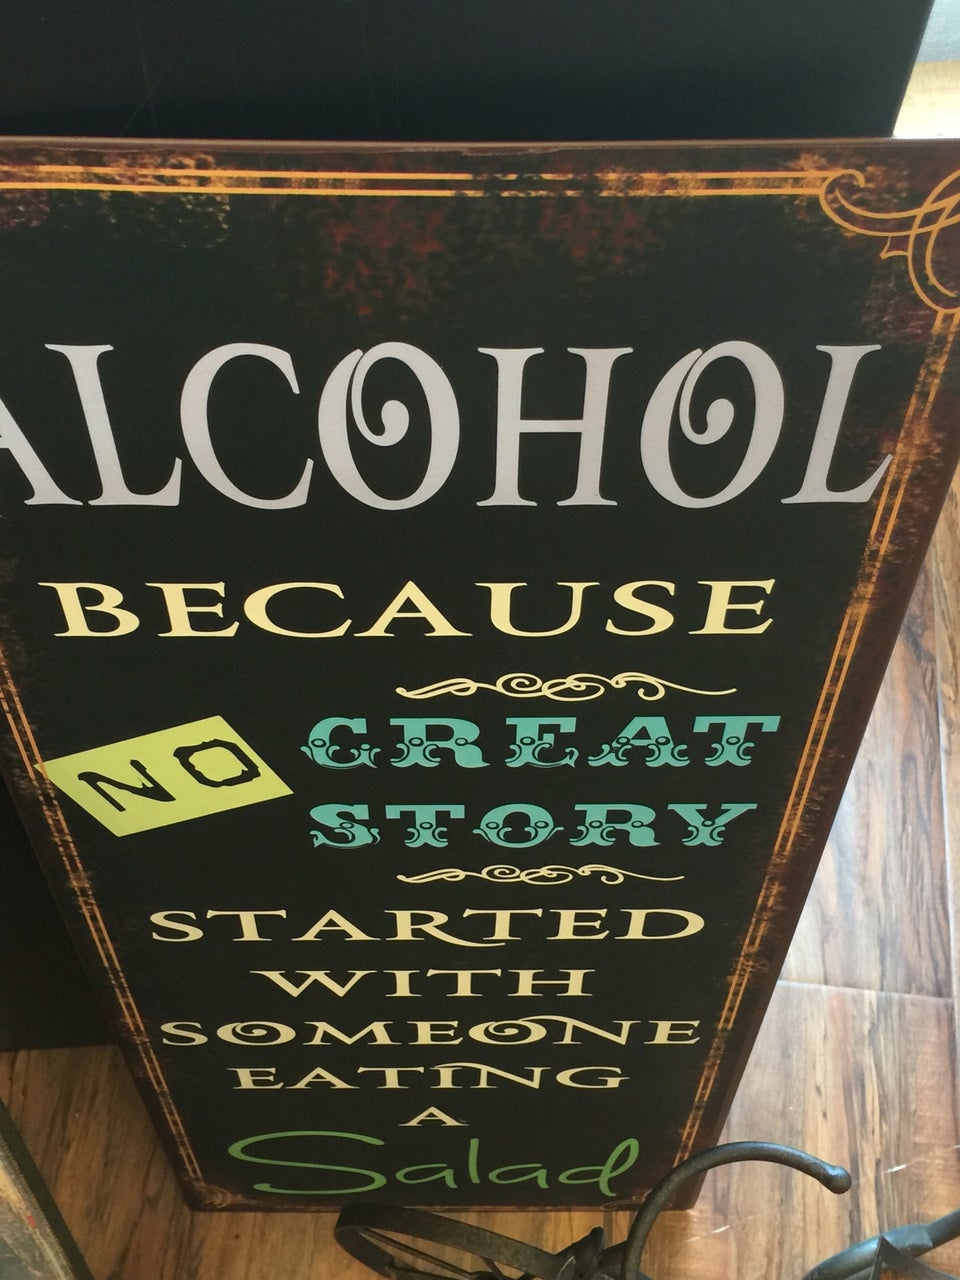 ALCOHOL
BECAUSE
NO GREAT
STORY
STARTED
WITH
SOMEONE
EATING
A
Salad